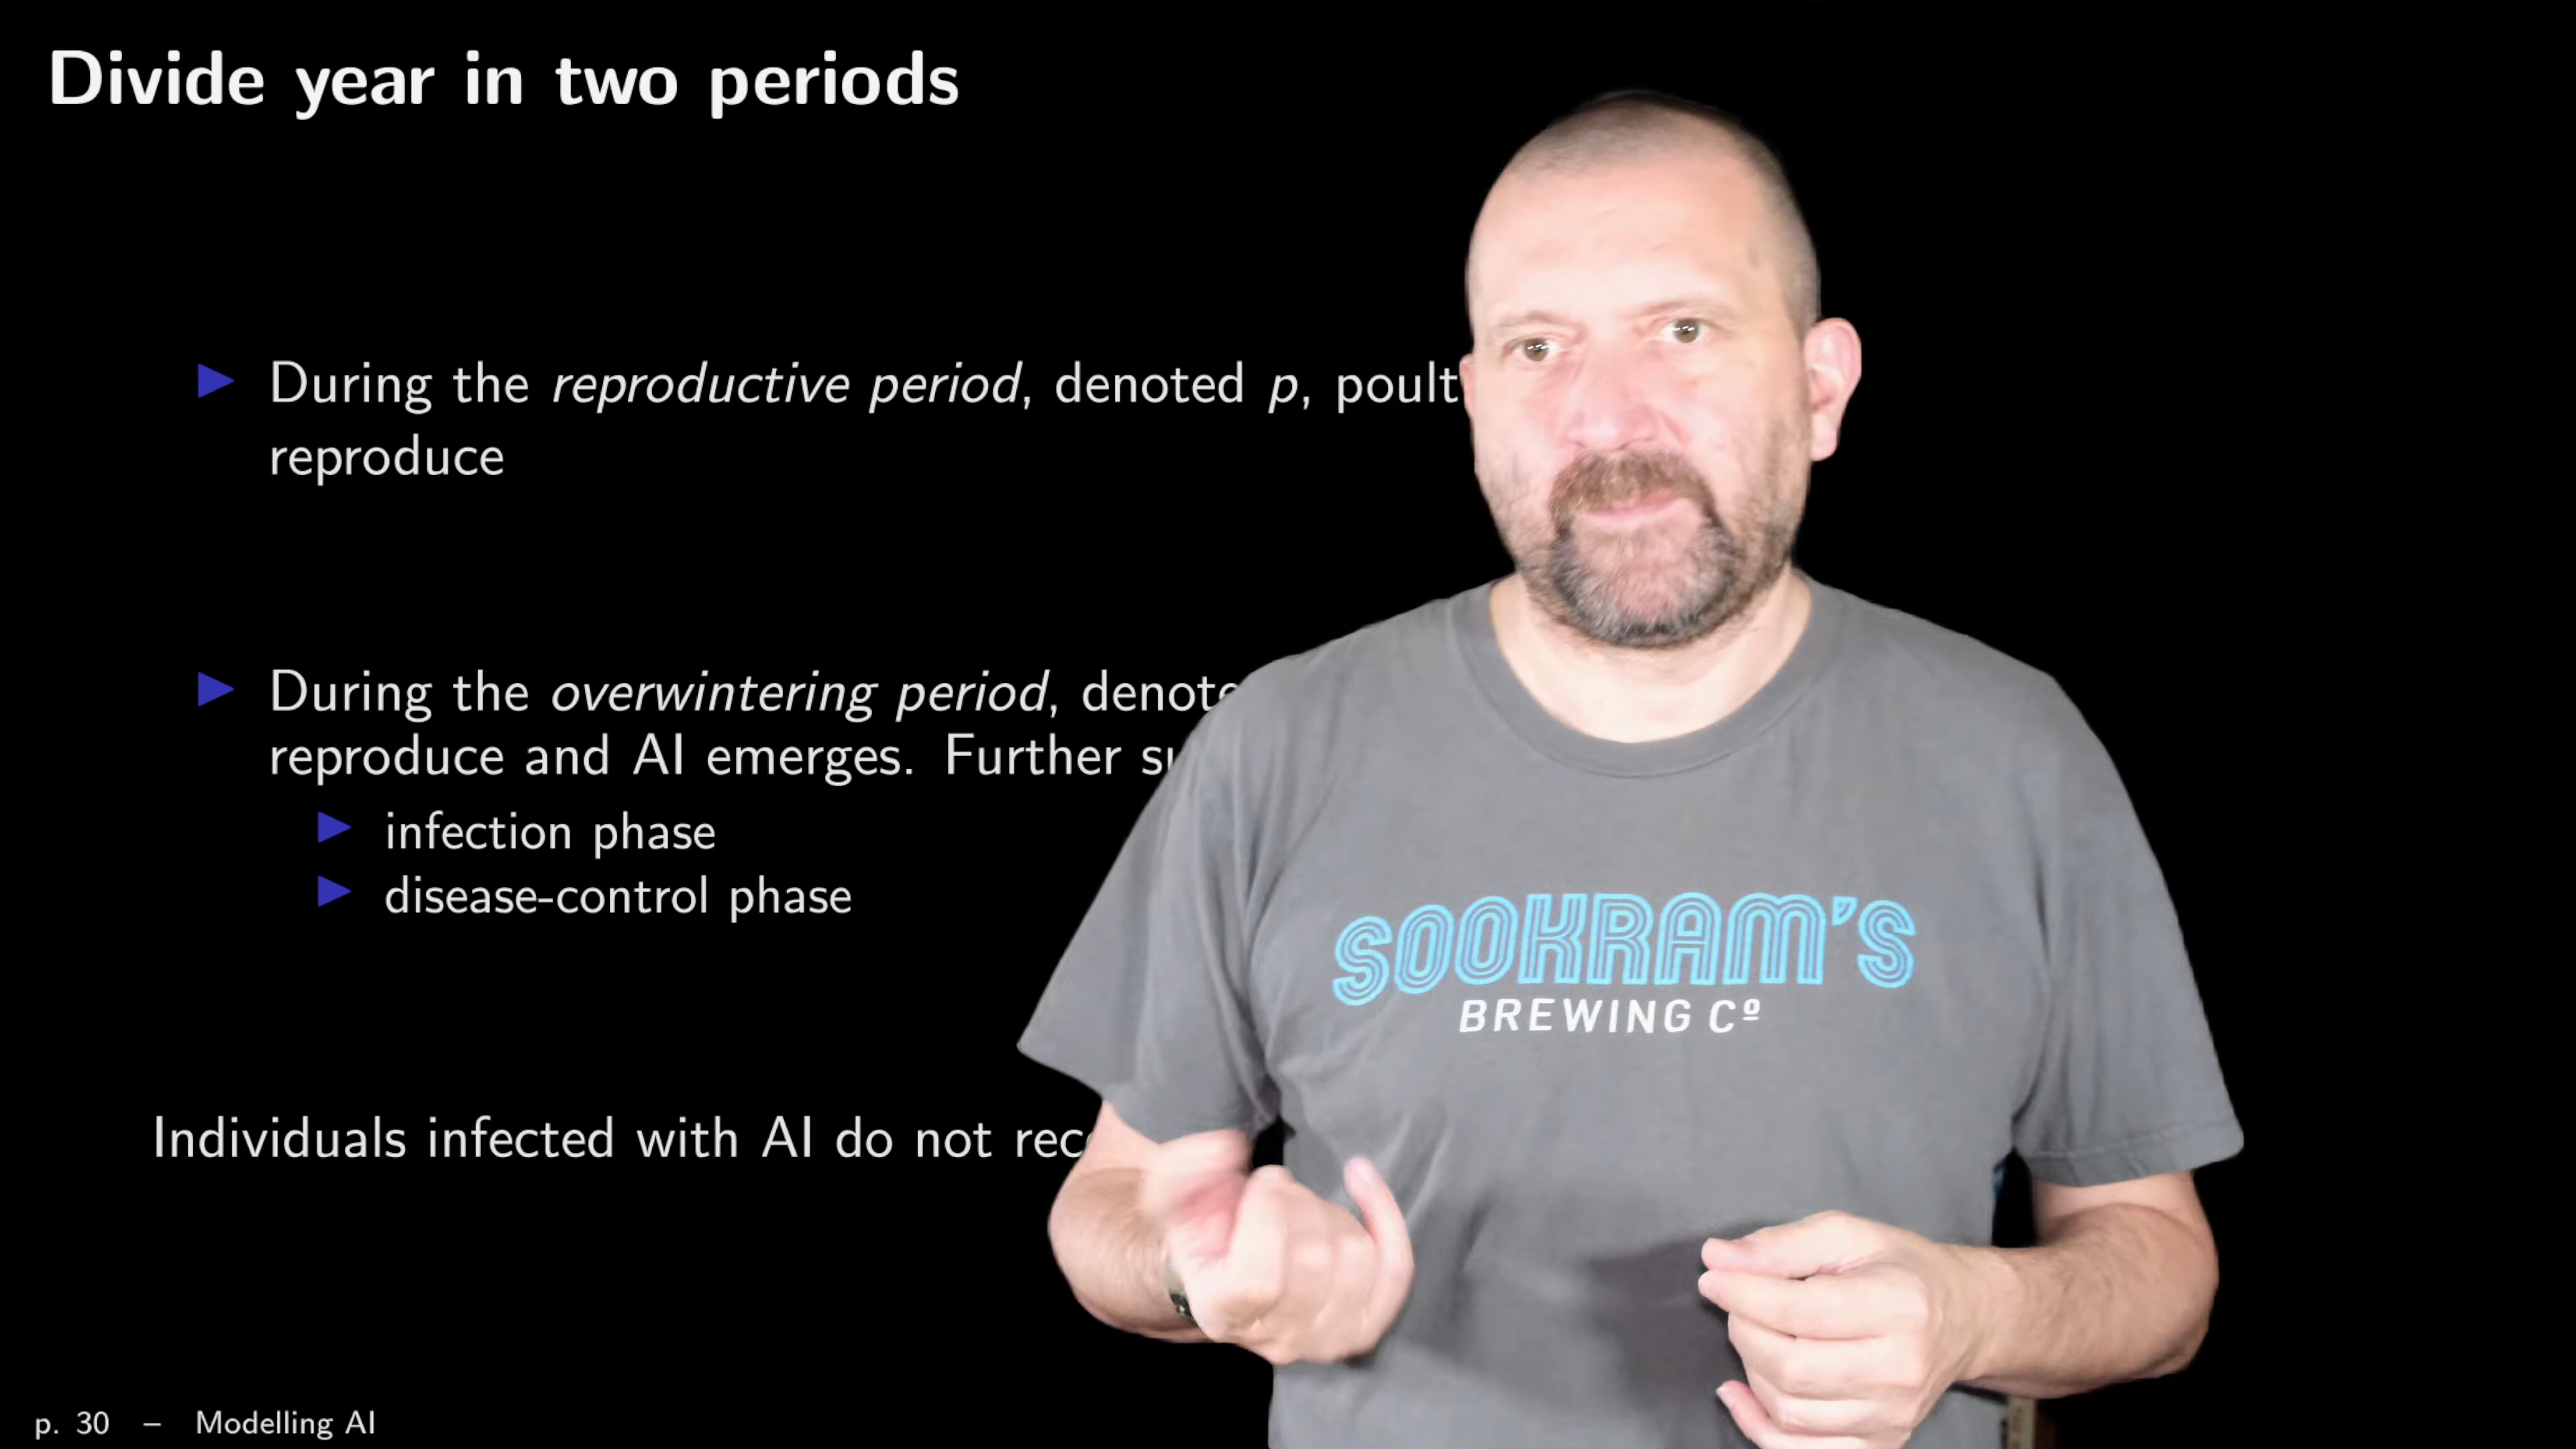 Divide year in two periods
▶ During the reproductive period, denoted p, poult
reproduce
▶ During the overwintering period, denote
reproduce and AI emerges. Further su
▶ infection phase
▶ disease-control phase
Individuals infected with AI do not rec
SOOKRAM'S
BREWING Cº
p. 30 – Modelling AI